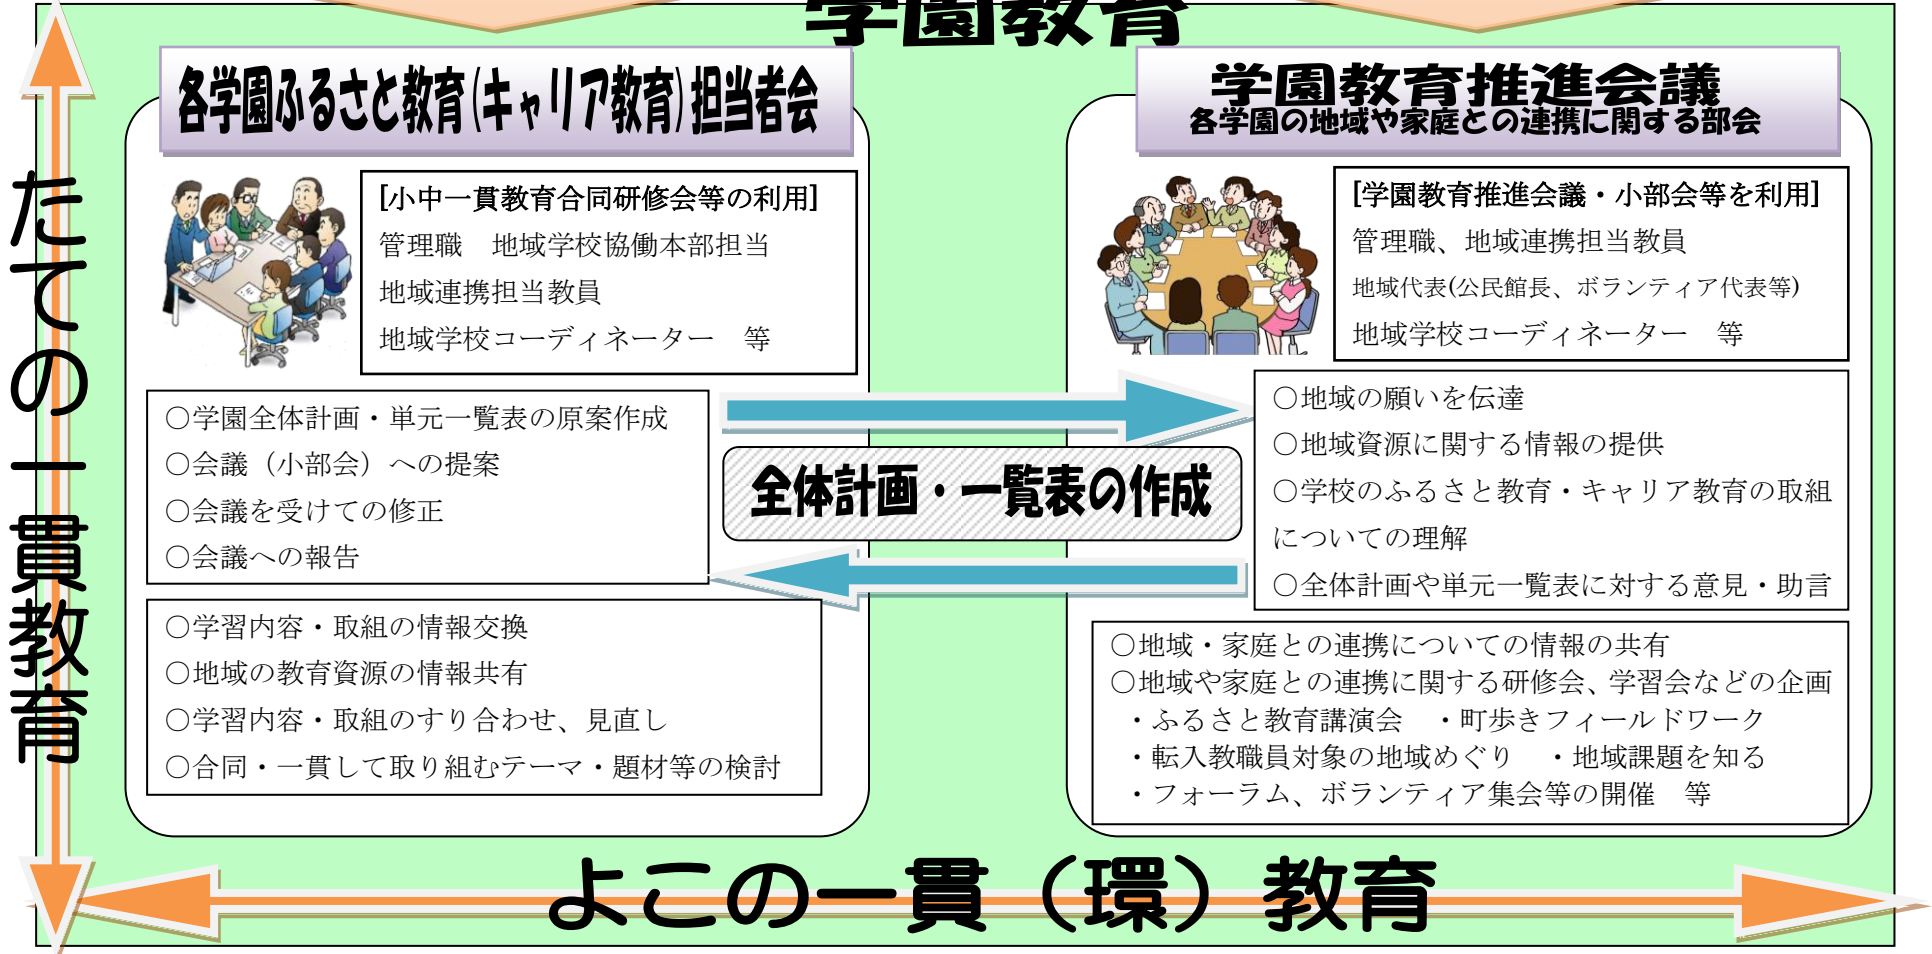 学園教育
たての一貫教育
各学園ふるさと教育(キャリア教育)担当者会
[小中一貫教育合同研修会等の利用]
管理職　地域学校協働本部担当
地域連携担当教員
地域学校コーディネーター　等
〇学園全体計画・単元一覧表の原案作成
〇会議（小部会）への提案
〇会議を受けての修正
〇会議への報告
〇学習内容・取組の情報交換
〇地域の教育資源の情報共有
〇学習内容・取組のすり合わせ、見直し
〇合同・一貫して取り組むテーマ・題材等の検討
全体計画・一覧表の作成
学園教育推進会議
各学園の地域や家庭との連携に関する部会
[学園教育推進会議・小部会等を利用]
管理職、地域連携担当教員
地域代表(公民館長、ボランティア代表等)
地域学校コーディネーター　等
〇地域の願いを伝達
〇地域資源に関する情報の提供
〇学校のふるさと教育・キャリア教育の取組
についての理解
〇全体計画や単元一覧表に対する意見・助言
〇地域・家庭との連携についての情報の共有
〇地域や家庭との連携に関する研修会、学習会などの企画
・ふるさと教育講演会　・町歩きフィールドワーク
・転入教職員対象の地域めぐり　・地域課題を知る
・フォーラム、ボランティア集会等の開催　等
よこの一貫（環）教育